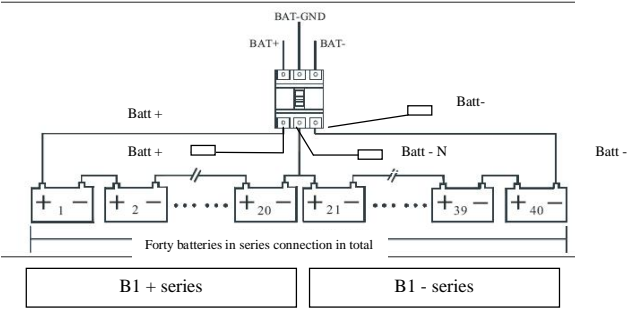 BAT-GND
BAT+ BAT-
Batt-
Batt +
Batt + Batt - N Batt -
+ 1 − + 2 − + 20 − + 21 − + 39 − + 40 −
Forty batteries in series connection in total
B1 + series B1 - series